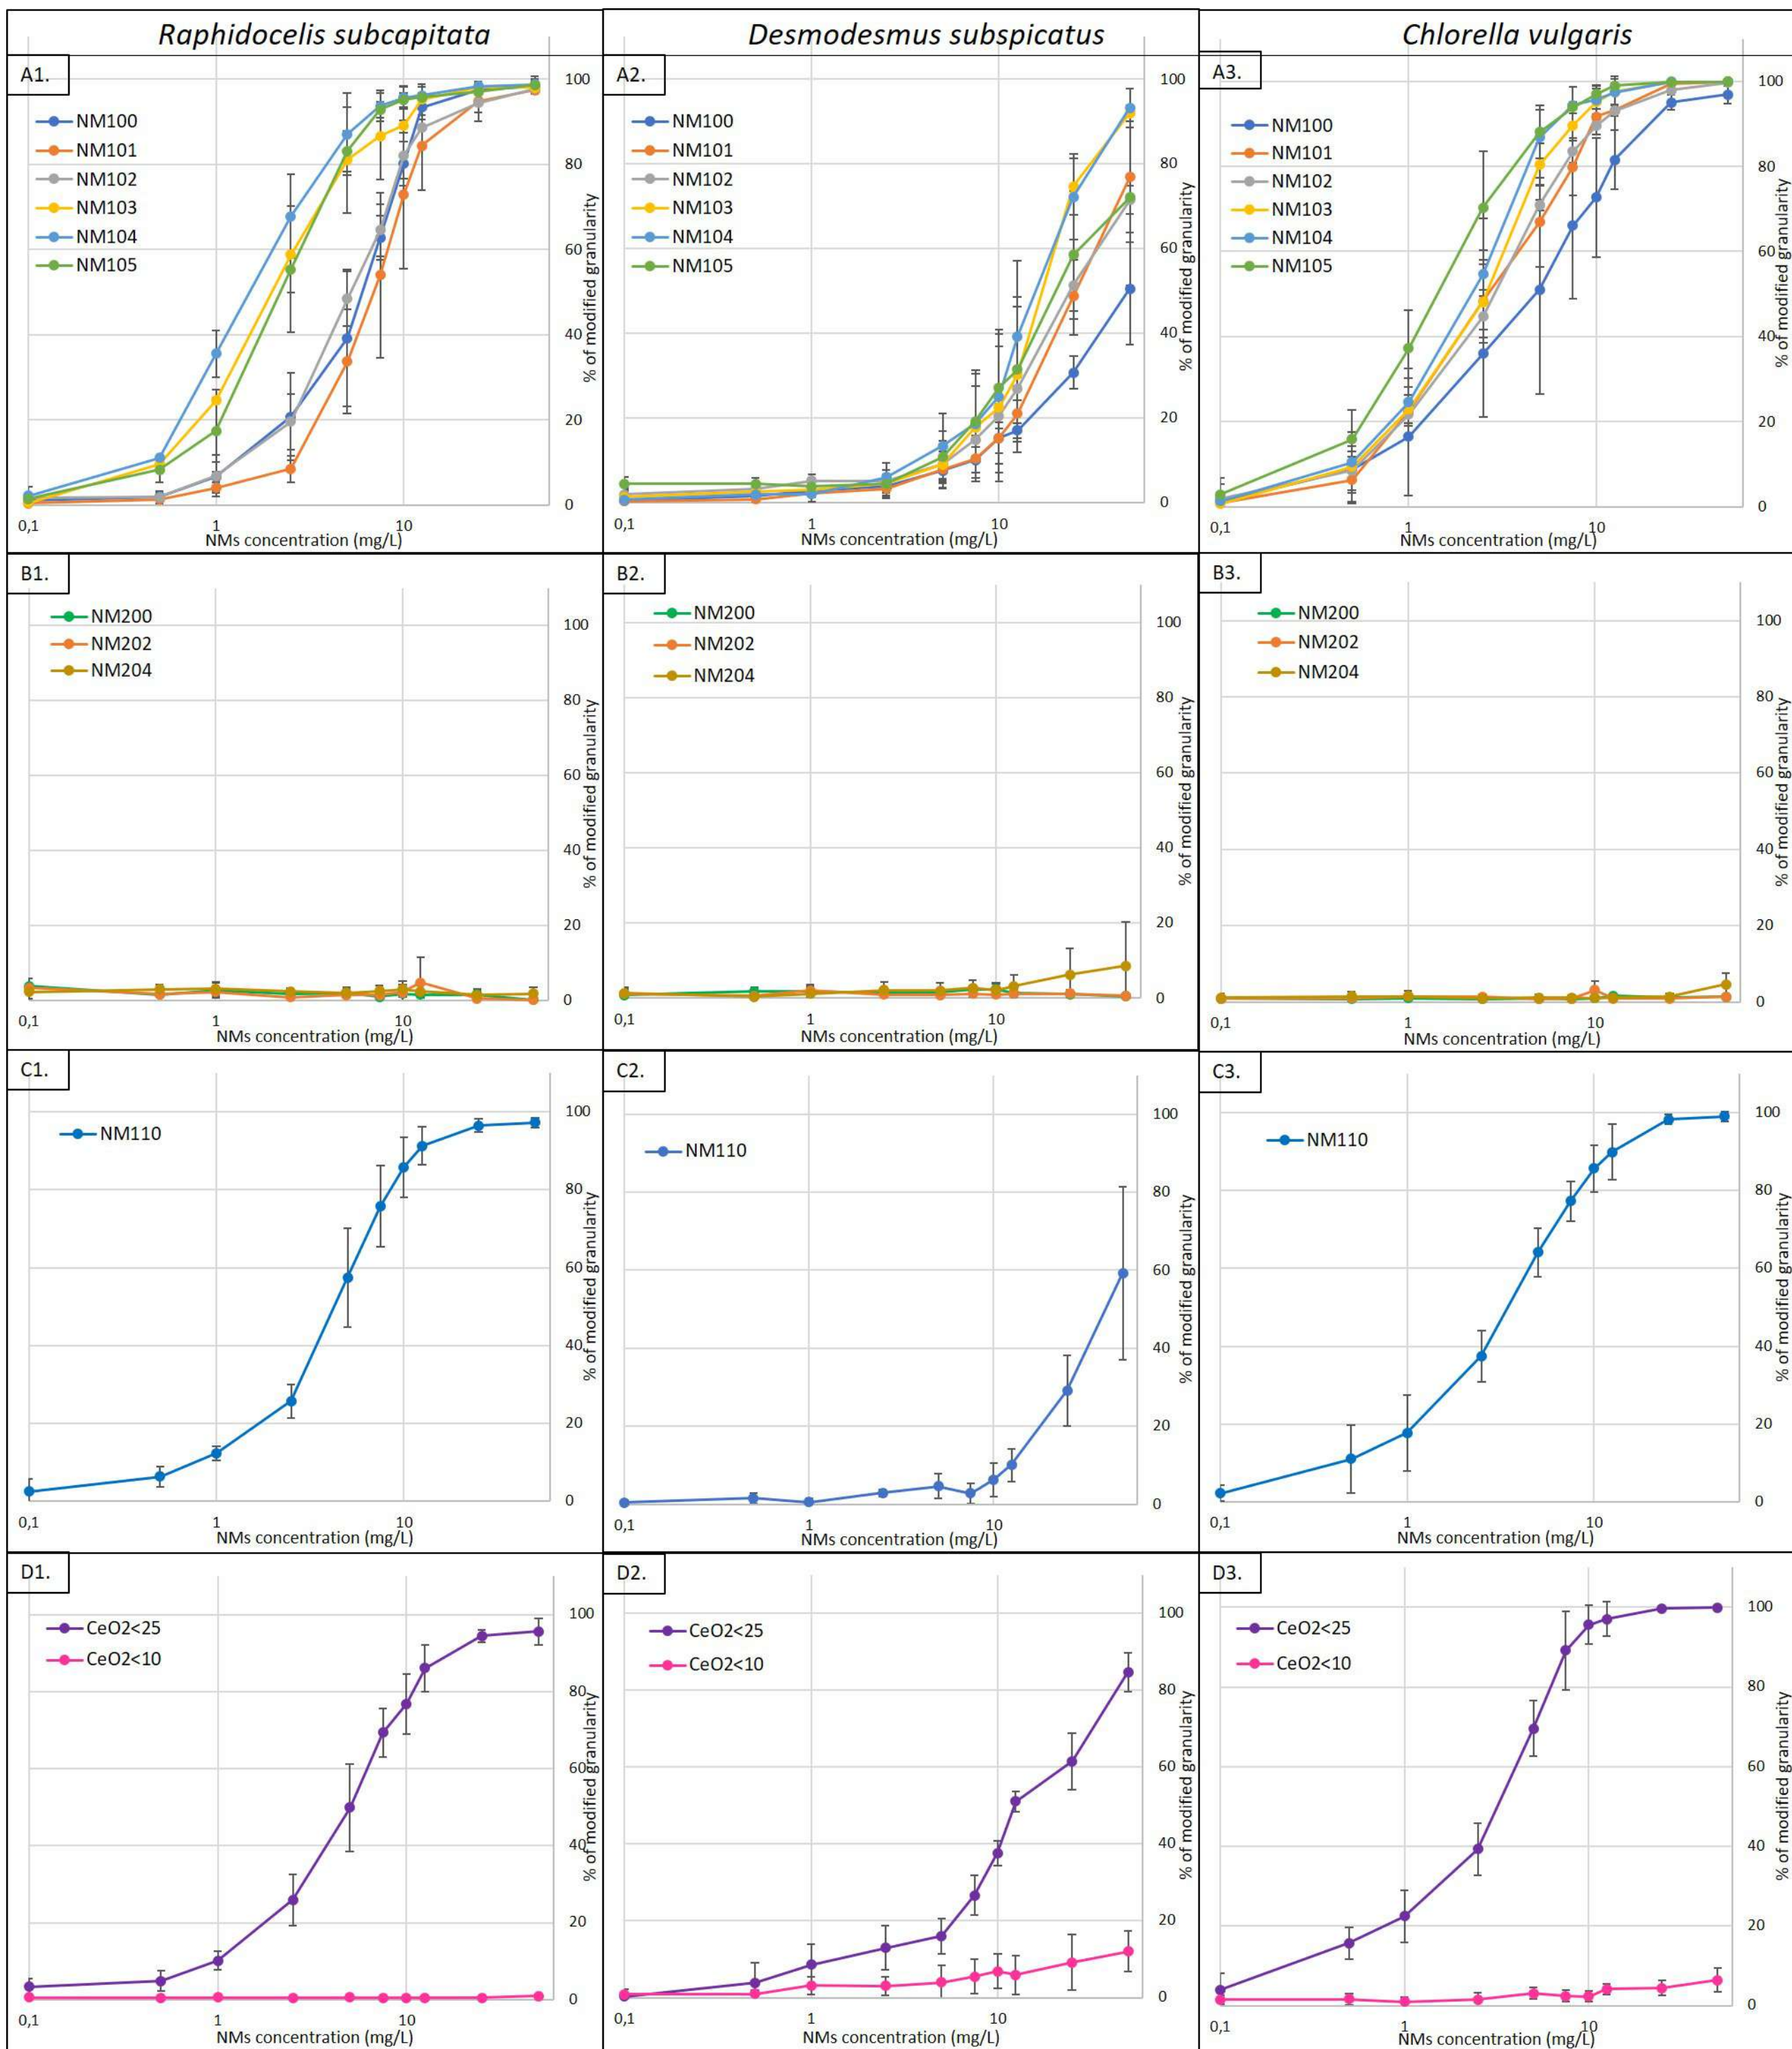 Raphidocelis subcapitata
Desmodesmus subspicatus
Chlorella vulgaris
A1.
NM100
NM101
NM102
NM103
NM104
NM105
100
80
60
40
20
0
% of modified granularity
0,1
1
10
NMs concentration (mg/L)
A2.
NM100
NM101
NM102
NM103
NM104
NM105
100
80
60
40
20
0
% of modified granularity
0,1
1
10
NMs concentration (mg/L)
A3.
NM100
NM101
NM102
NM103
NM104
NM105
100
80
60
40
20
0
% of modified granularity
0,1
1
10
NMs concentration (mg/L)
B1.
NM200
NM202
NM204
100
80
60
40
20
0
% of modified granularity
0,1
1
10
NMs concentration (mg/L)
B2.
NM200
NM202
NM204
100
80
60
40
20
0
% of modified granularity
0,1
1
10
NMs concentration (mg/L)
B3.
NM200
NM202
NM204
100
80
60
40
20
0
% of modified granularity
0,1
1
10
NMs concentration (mg/L)
C1.
NM110
100
80
60
40
20
0
% of modified granularity
0,1
1
10
NMs concentration (mg/L)
C2.
NM110
100
80
60
40
20
0
% of modified granularity
0,1
1
10
NMs concentration (mg/L)
C3.
NM110
100
80
60
40
20
0
% of modified granularity
0,1
1
10
NMs concentration (mg/L)
D1.
CeO2<25
CeO2<10
100
80
60
40
20
0
% of modified granularity
0,1
1
10
NMs concentration (mg/L)
D2.
CeO2<25
CeO2<10
100
80
60
40
20
0
% of modified granularity
0,1
1
10
NMs concentration (mg/L)
D3.
CeO2<25
CeO2<10
100
80
60
40
20
0
% of modified granularity
0,1
1
10
NMs concentration (mg/L)